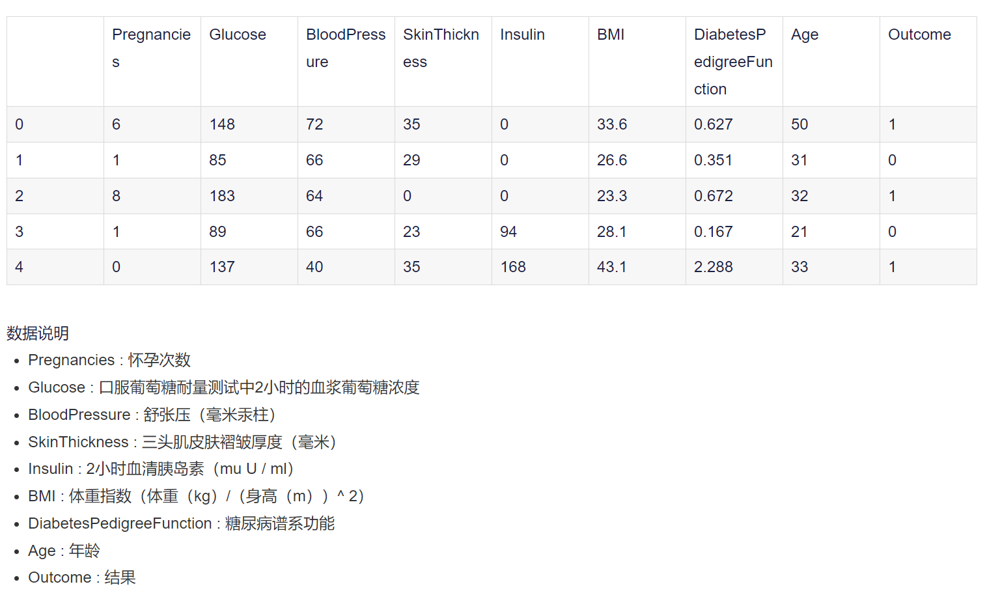 Pregnancies Glucose BloodPressure SkinThickness Insulin BMI DiabetesPedigreeFunction Age Outcome
0 6 148 72 35 0 33.6 0.627 50 1
1 1 85 66 29 0 26.6 0.351 31 0
2 8 183 64 0 0 23.3 0.672 32 1
3 1 89 66 23 94 28.1 0.167 21 0
4 0 137 40 35 168 43.1 2.288 33 1
数据说明
• Pregnancies : 怀孕次数
• Glucose : 口服葡萄糖耐量测试中2小时的血浆葡萄糖浓度
• BloodPressure : 舒张压（毫米汞柱）
• SkinThickness : 三头肌皮肤褶皱厚度（毫米）
• Insulin : 2小时血清胰岛素（mu U / ml）
• BMI : 体重指数（体重（kg）/（身高（m））^ 2）
• DiabetesPedigreeFunction : 糖尿病谱系功能
• Age : 年龄
• Outcome : 结果